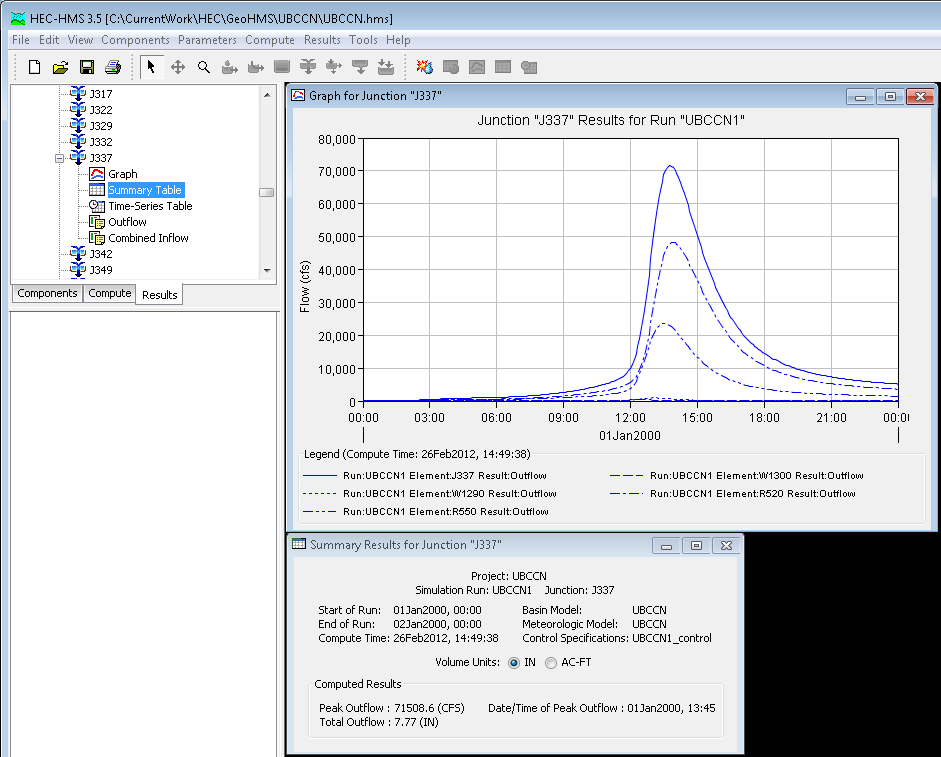 HEC-HMS 3.5 [C:\CurrentWork\HEC\GeoHMS\UBCCN\UBCCN.hms]
File Edit View Components Parameters Compute Results Tools Help
J317
J322
J329
J332
J337
Graph
Summary Table
Time-Series Table
Outflow
Combined Inflow
J342
J349
Components Compute Results
Graph for Junction "J337"
Junction "J337" Results for Run "UBCCN1"
80,000
70,000
60,000
50,000
40,000
30,000
20,000
10,000
0
Flow (cfs)
00:00 03:00 06:00 09:00 12:00 15:00 18:00 21:00 00:0
01Jan2000
Legend (Compute Time: 26Feb2012, 14:49:38)
Run:UBCCN1 Element:J337 Result:Outflow
Run:UBCCN1 Element:W1300 Result:Outflow
Run:UBCCN1 Element:W1290 Result:Outflow
Run:UBCCN1 Element:R520 Result:Outflow
Run:UBCCN1 Element:R550 Result:Outflow
Summary Results for Junction "J337"
Project: UBCCN
Simulation Run: UBCCN1 Junction: J337
Start of Run: 01Jan2000, 00:00 Basin Model: UBCCN
End of Run: 02Jan2000, 00:00 Meteorologic Model: UBCCN
Compute Time: 26Feb2012, 14:49:38 Control Specifications: UBCCN1_control
Volume Units: IN AC-FT
Computed Results
Peak Outflow : 71508.6 (CFS) Date/Time of Peak Outflow : 01Jan2000, 13:45
Total Outflow : 7.77 (IN)